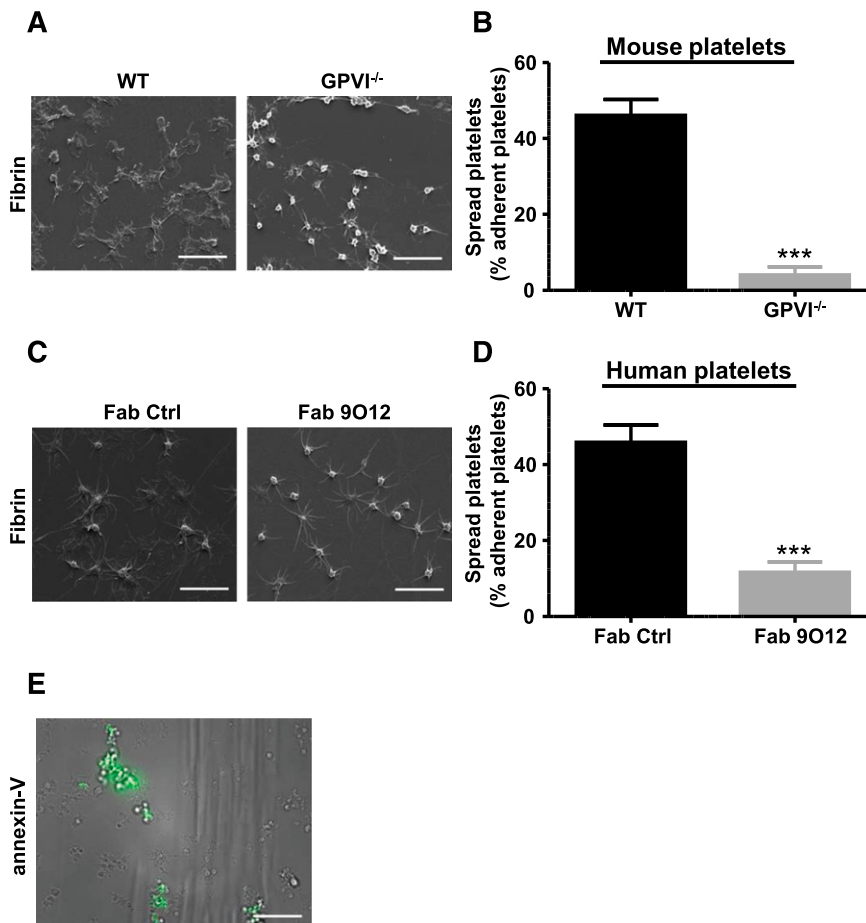 A
WT
GPVI-/-
Fibrin
B
Mouse platelets
Spread platelets
(% adherent platelets)
60
40
20
0
***
WT
GPVI-/-
C
Fab Ctrl
Fab 9O12
Fibrin
D
Human platelets
Spread platelets
(% adherent platelets)
60
40
20
0
***
Fab Ctrl
Fab 9O12
E
annexin-V